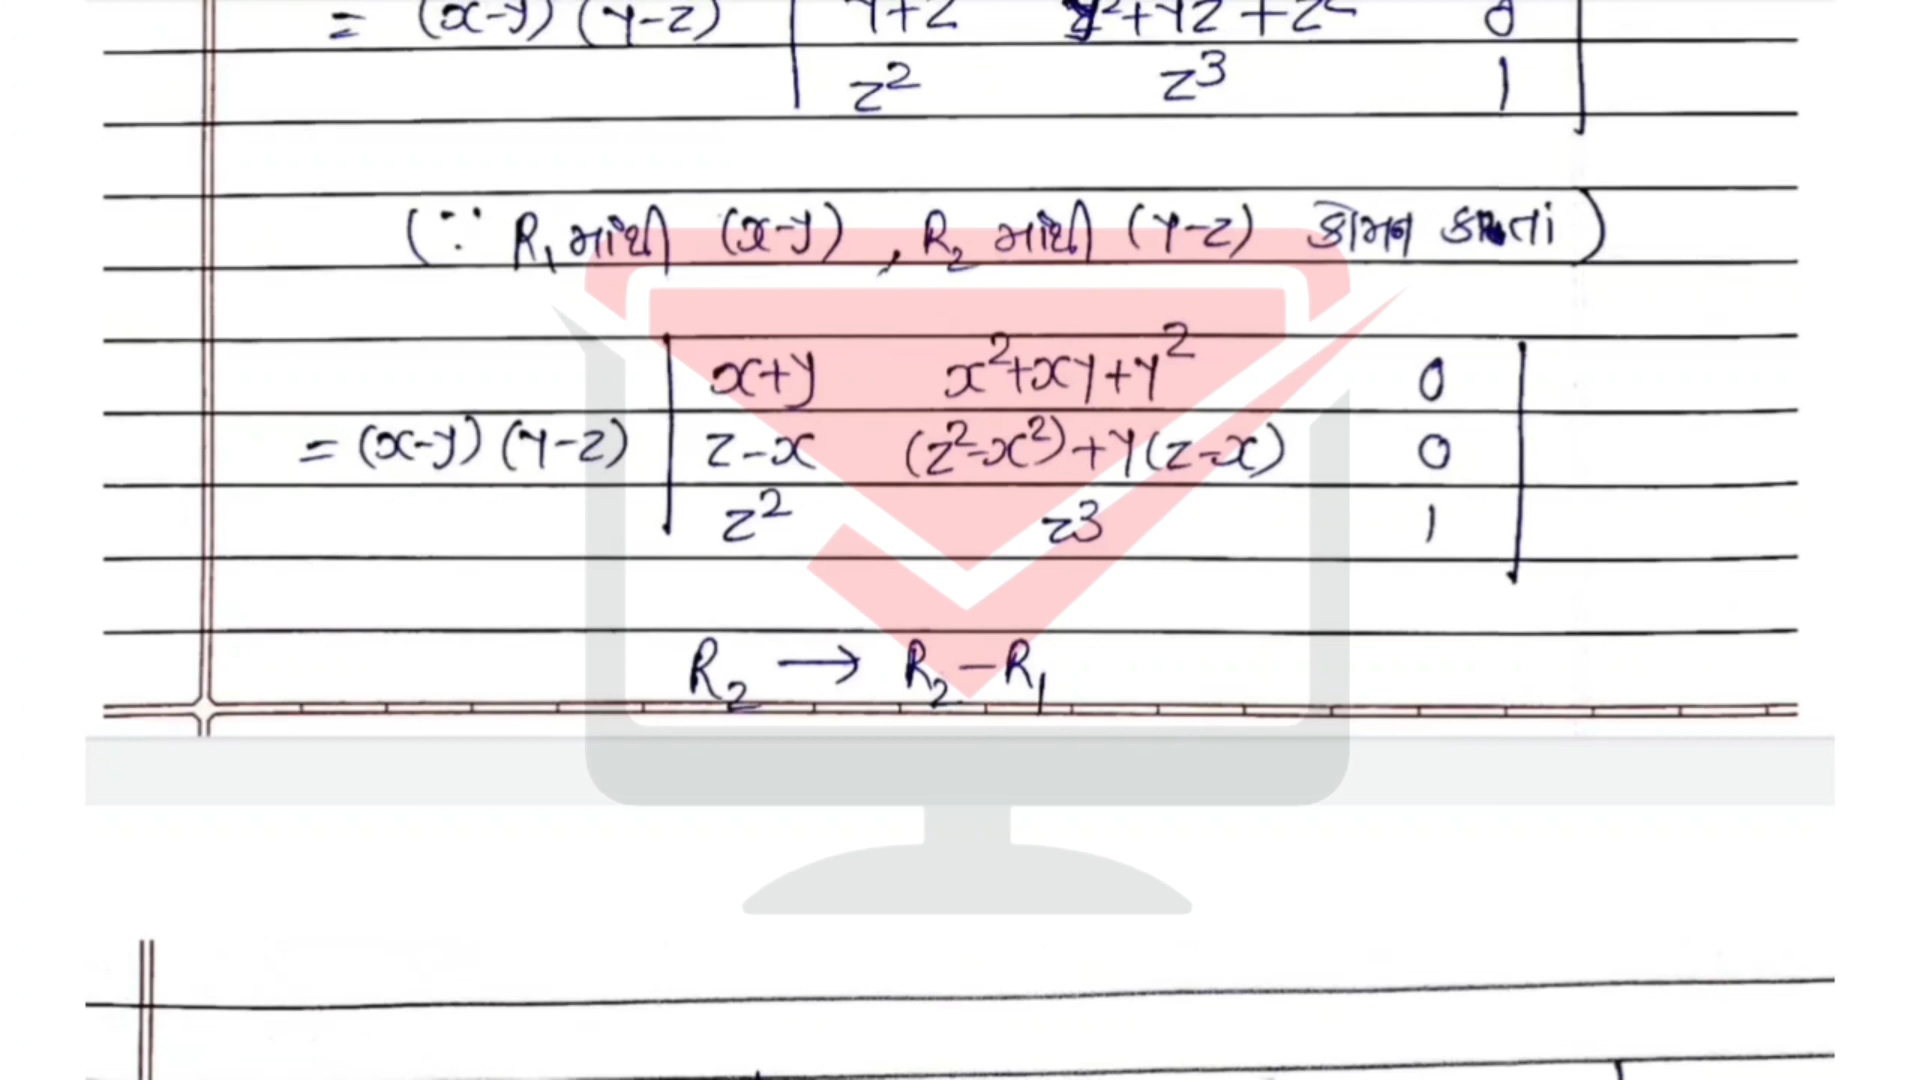 = (x-y) (y-z) | y+z y²+yz+z² 0 |
| z² z³ 1 |
(∵ R₁ માંથી (x-y), R₂ માંથી (y-z) કોમન કાઢતાં)
| x+y x²+xy+y² 0 |
= (x-y) (y-z) | z-x (z²-x²)+y(z-x) 0 |
| z² z³ 1 |
R₂ → R₂-R₁